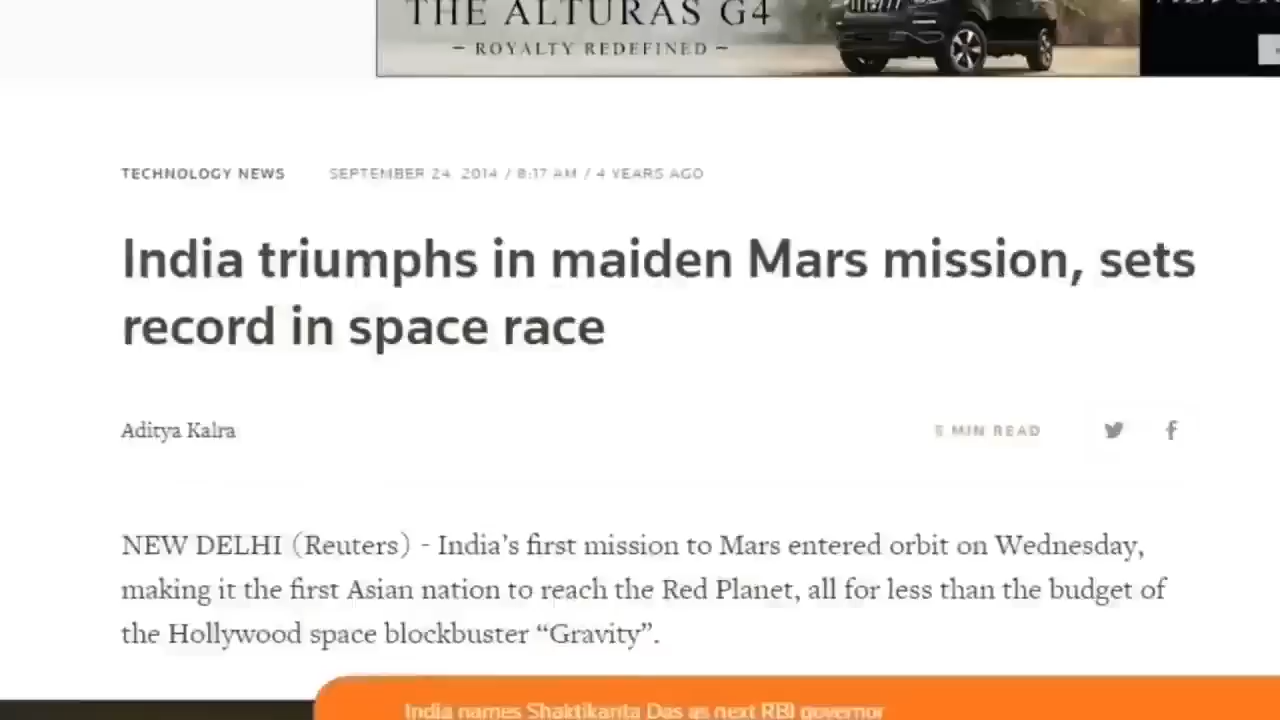 THE ALTURAS G4
– ROYALTY REDEFINED –
TECHNOLOGY NEWS SEPTEMBER 24, 2014 / 8:17 AM / 4 YEARS AGO
India triumphs in maiden Mars mission, sets
record in space race
Aditya Kalra 5 MIN READ
NEW DELHI (Reuters) - India’s first mission to Mars entered orbit on Wednesday,
making it the first Asian nation to reach the Red Planet, all for less than the budget of
the Hollywood space blockbuster “Gravity”.
India names Shaktikanta Das as next RBI governor